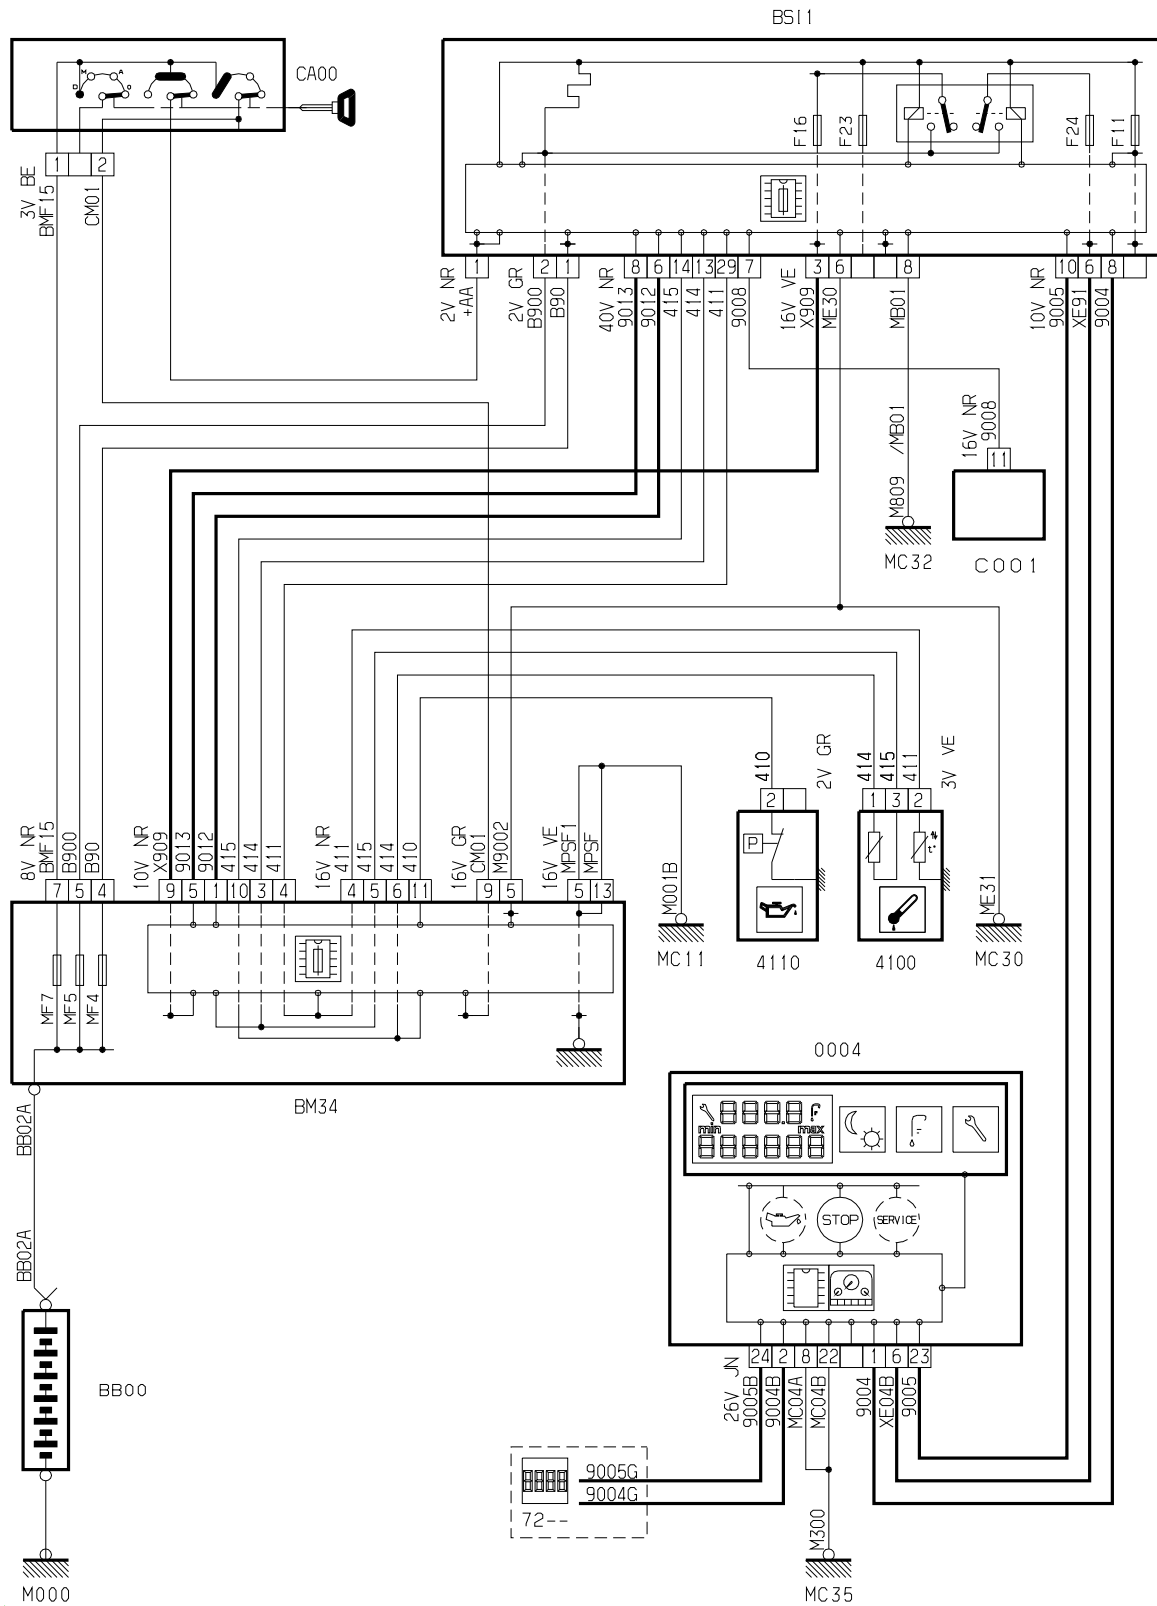 BSI1
CA00
M A
D O
1 2
3V BE
BMF15
CM01
F16
F23
F24
F11
1 2 1 8 6 14 13 29 7 3 6 8 10 6 8
2V NR
+AA
2V GR
B900
B90
40V NR
9013
9012
415
414
411
9008
16V VE
X909
ME30
MB01
10V NR
9005
XE91
9004
16V NR
9008
11
C001
M809 /MB01
MC32
410
2V GR
414
415
411
3V VE
2
1 3 2
P
t°
4110
4100
ME31
MC30
M001B
MC11
8V NR
BMF15
B900
B90
10V NR
X909
9013
9012
415
414
411
16V NR
411
415
414
410
16V GR
CM01
M9002
16V VE
MPSF1
MPSF
7 5 4 9 5 1 10 3 4 4 5 6 11 9 5 5 13
MF7
MF5
MF4
BM34
BB02A
BB02A
BB00
M000
0004
min max
STOP
SERVICE
24 2 8 22 1 6 23
26V JN
9005B
9004B
MC04A
MC04B
9004
XE04B
9005
9005G
9004G
72--
M300
MC35